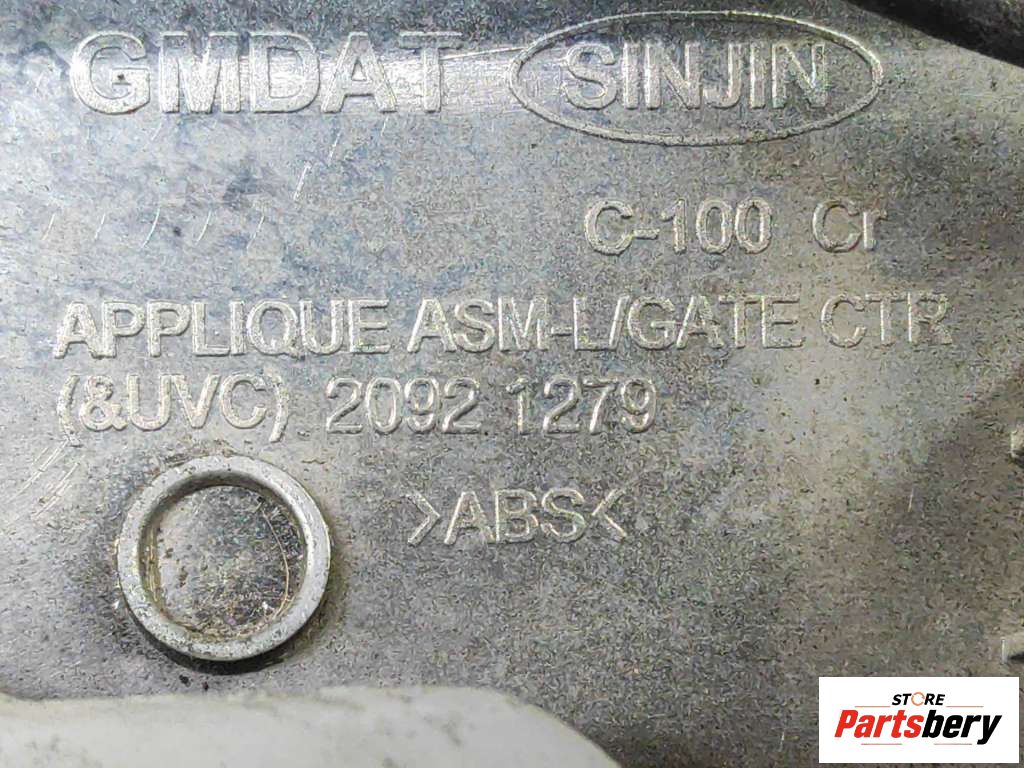 GMDAT SINJIN
C-100 Cr
APPLIQUE ASM-L/GATE CTR
(&UVC) 2092 1279
>ABS<
STORE
Partsbery